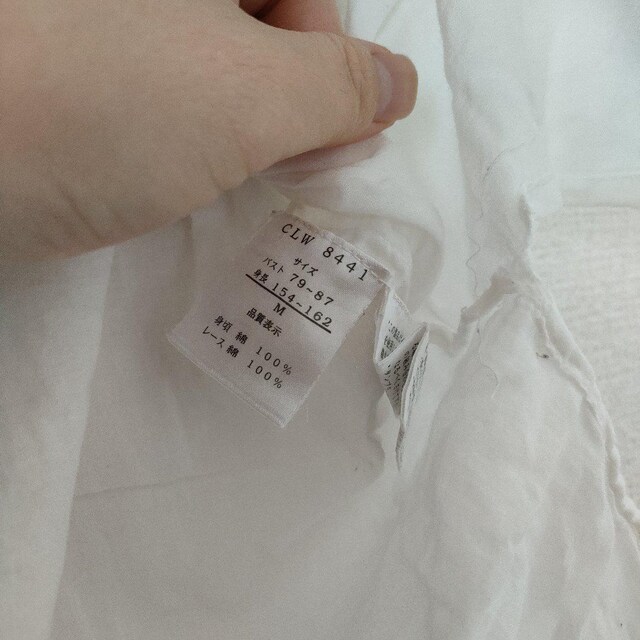 CLW 8441
サイズ
バスト 79~87
身長 154~162
M
品質表示
身頃 綿 100%
レース 綿 100%